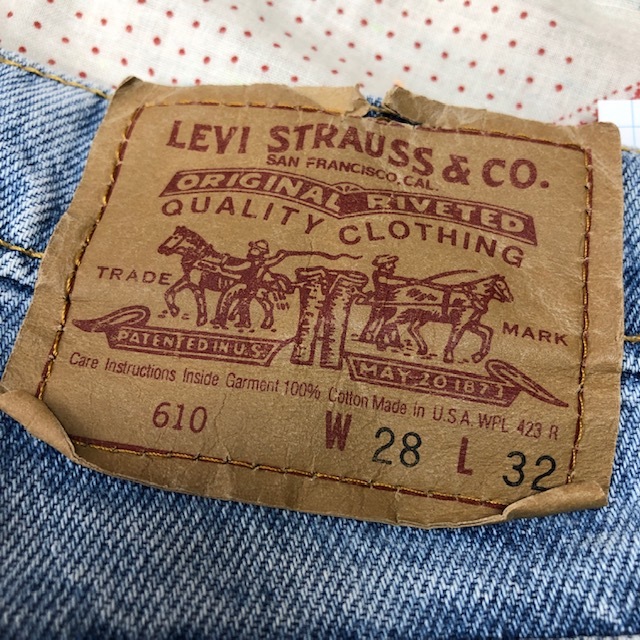 LEVI STRAUSS & CO.
SAN FRANCISCO, CAL.
ORIGINAL RIVETED
QUALITY CLOTHING
TRADE MARK
PATENTED IN U.S. MAY 20 1873
Care Instructions Inside Garment 100% Cotton Made in U.S.A. WPL 423 R
610 W 28 L 32